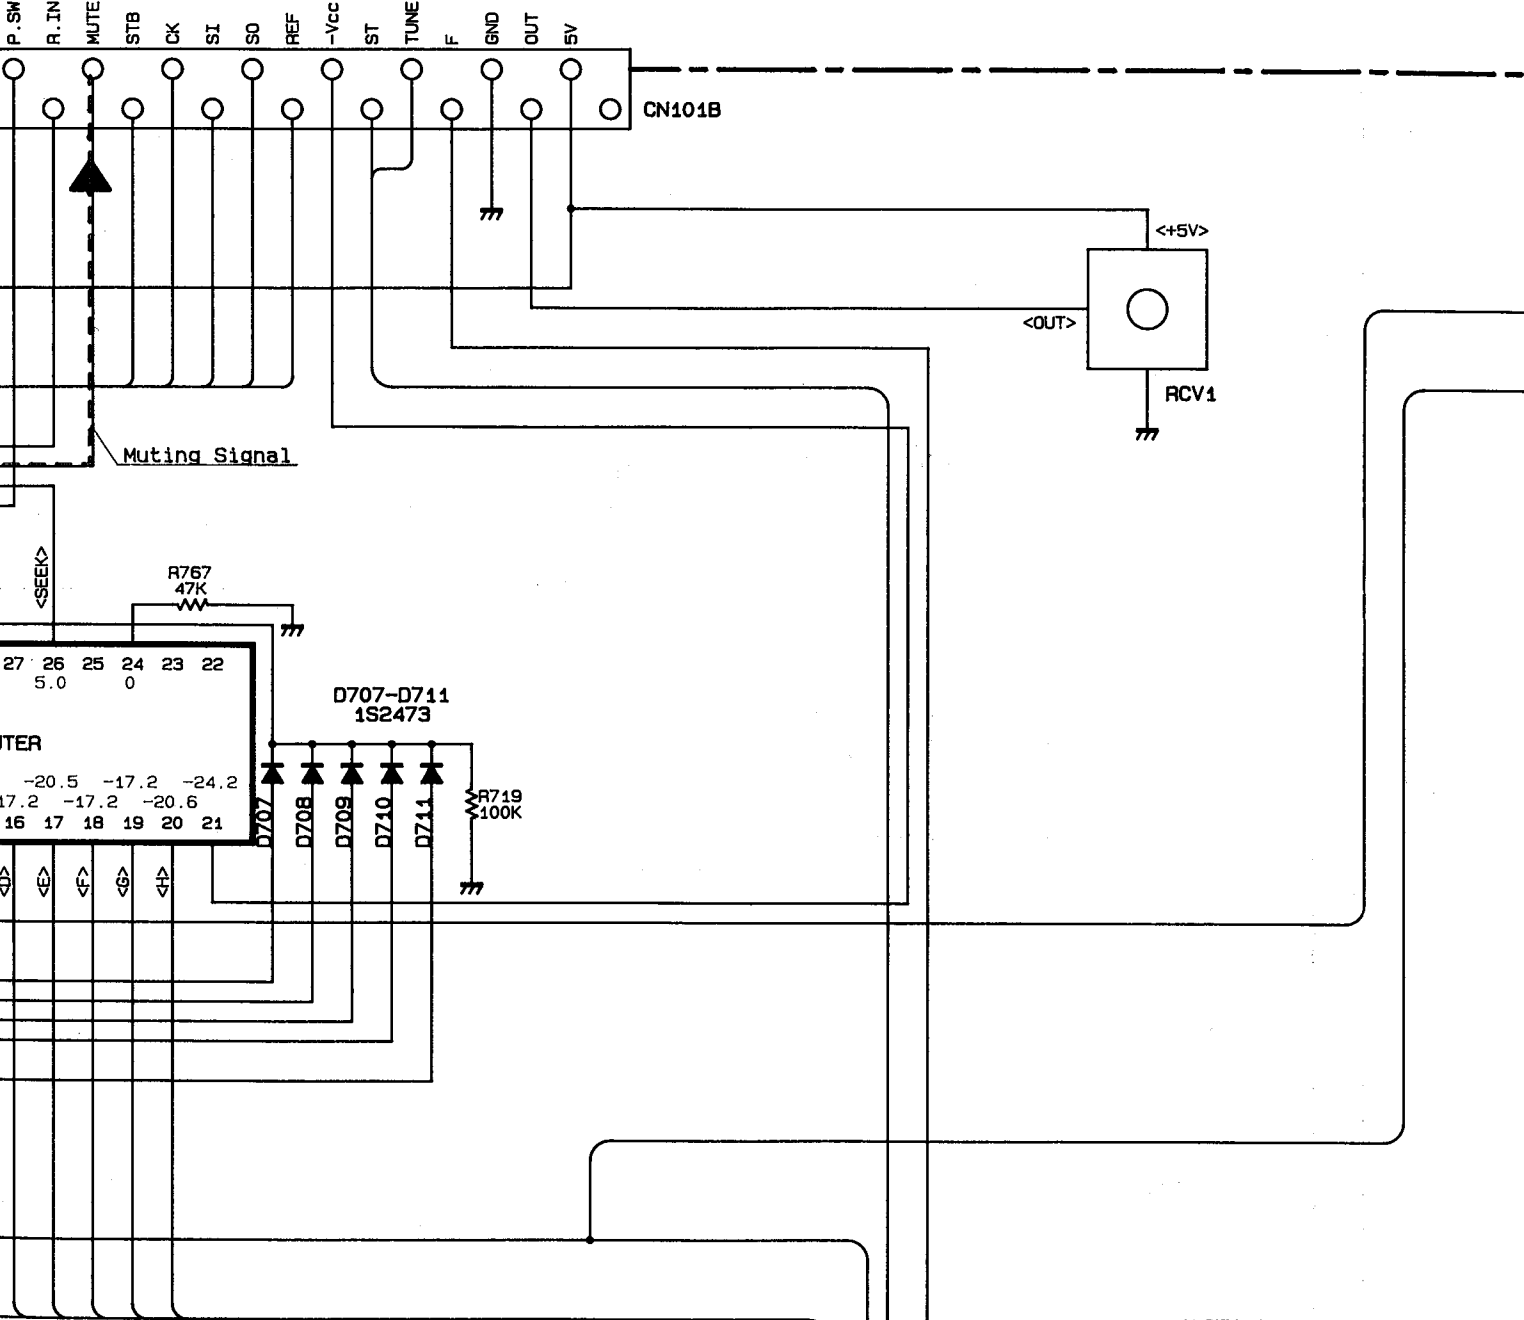 P.SW R.IN MUTE STB CK SI SO REF -Vcc ST TUNE F GND OUT 5V
CN101B
<+5V>
<OUT>
RCV1
Muting Signal
<SEEK>
R767
47K
27 26 25 24 23 22
5.0 0
D707-D711
1S2473
UTER
-20.5 -17.2 -24.2
17.2 -17.2 -20.6
16 17 18 19 20 21
D707 D708 D709 D710 D711
R719
100K
<D> <E> <F> <G> <H>